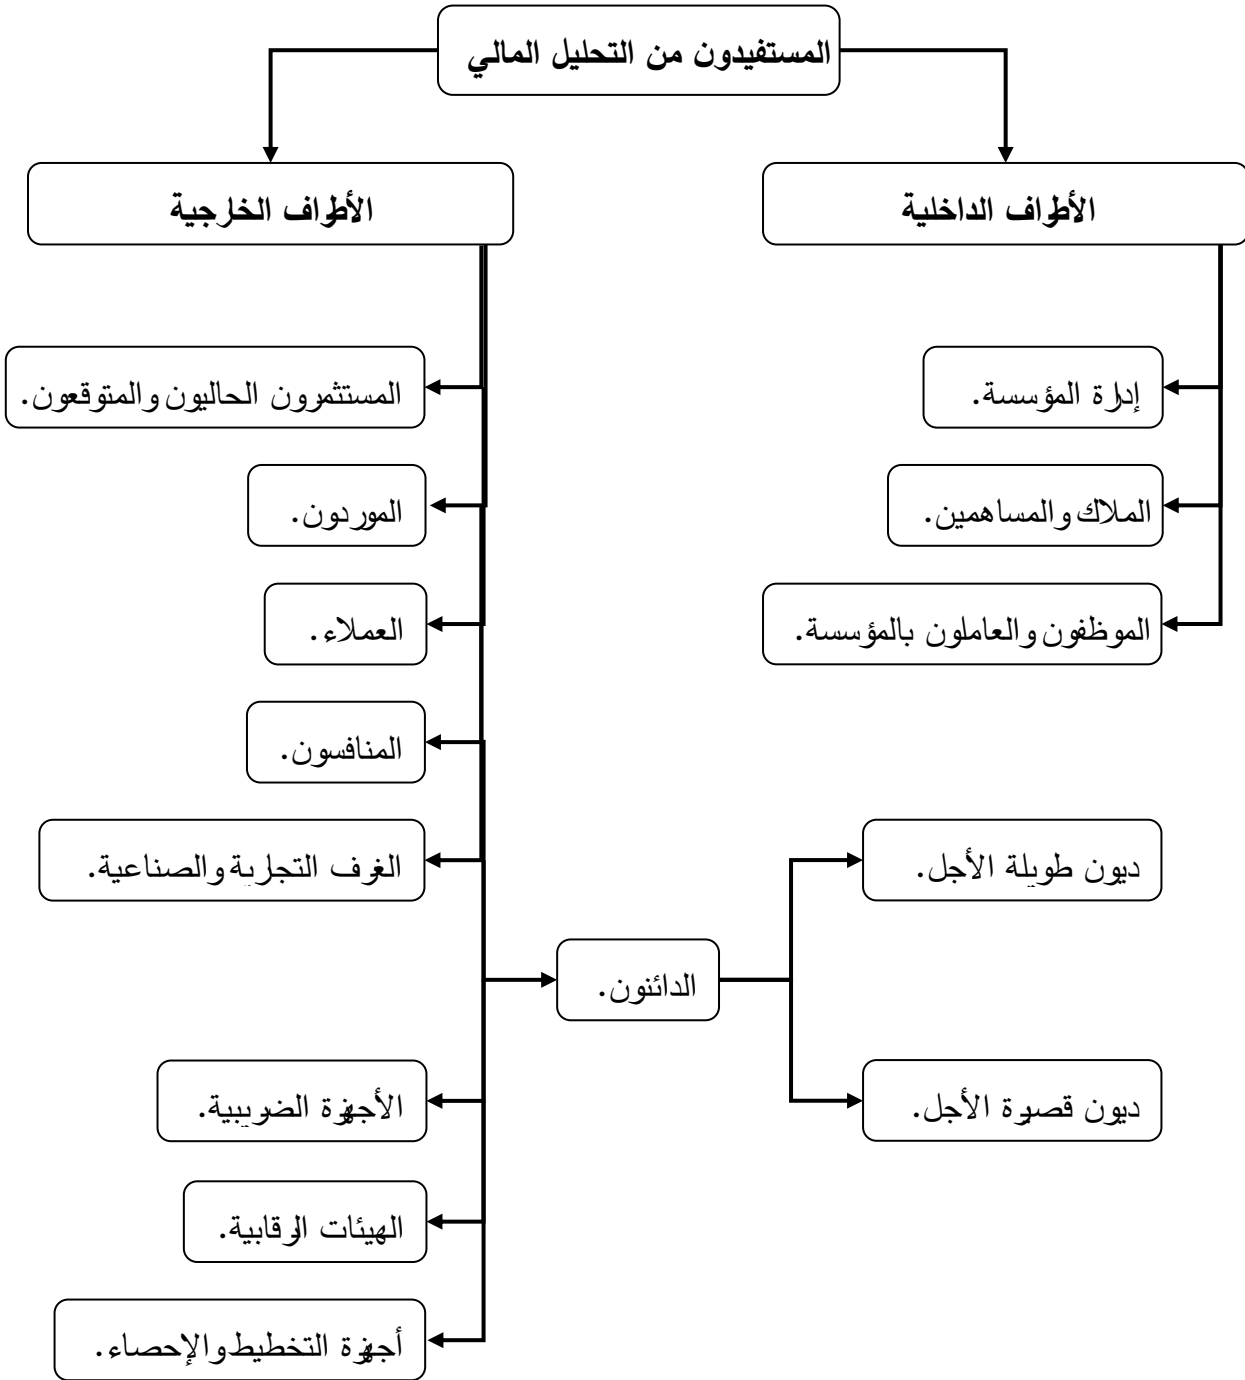 المستفيدون من التحليل المالي
الأطراف الداخلية
الأطراف الخارجية
إدارة المؤسسة.
الملاك والمساهمين.
الموظفون والعاملون بالمؤسسة.
المستثمرون الحاليون والمتوقعون.
الموردون.
العملاء.
المنافسون.
الغرف التجارية والصناعية.
الدائنون.
ديون طويلة الأجل.
ديون قصيرة الأجل.
الأجهزة الضريبية.
الهيئات الرقابية.
أجهزة التخطيط والإحصاء.